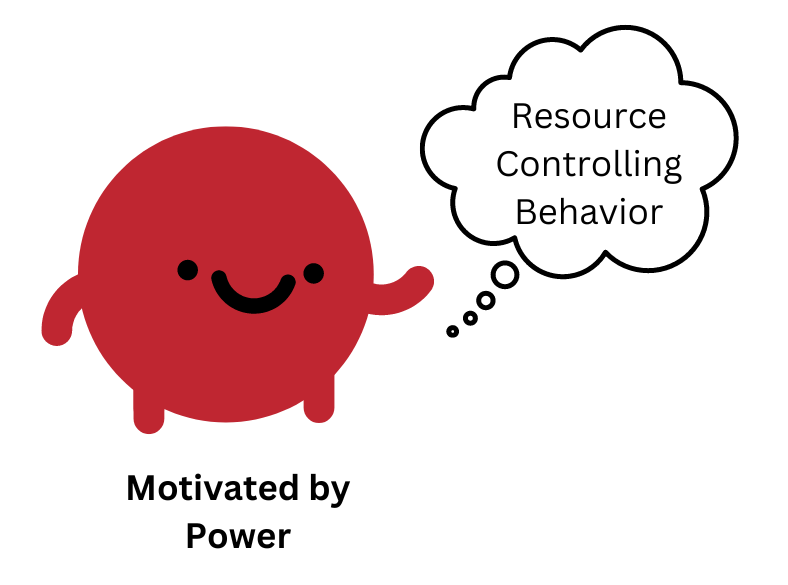 Resource
Controlling
Behavior
Motivated by
Power